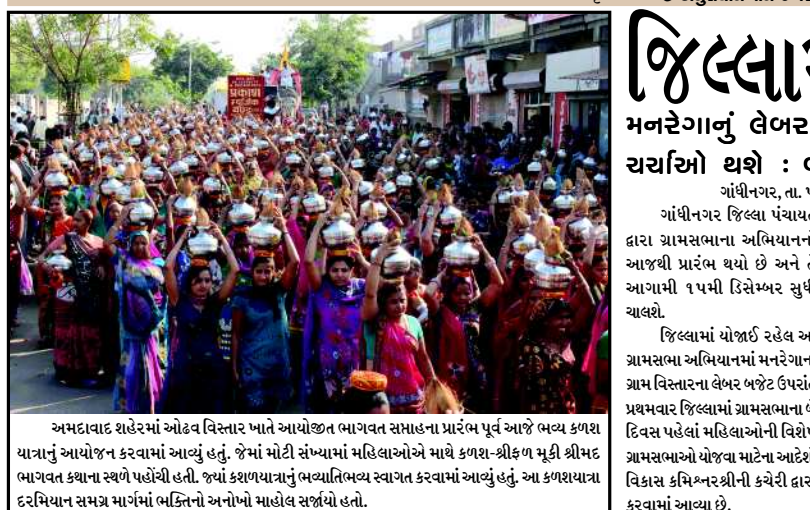 અમદાવાદ શહેરમાં ઓઢવ વિસ્તાર ખાતે આયોજીત ભાગવત સપ્તાહના પ્રારંભ પૂર્વ આજે ભવ્ય કળશ
યાત્રાનું આયોજન કરવામાં આવ્યું હતું. જેમાં મોટી સંખ્યામાં મહિલાઓએ માથે કળશ-શ્રીફળ મૂકી શ્રીમદ
ભાગવત કથાના સ્થળે પહોંચી હતી. જ્યાં કશળયાત્રાનું ભવ્યાતિભવ્ય સ્વાગત કરવામાં આવ્યું હતું. આ કળશયાત્રા
દરમિયાન સમગ્ર માર્ગમાં ભક્તિનો અનોખો માહોલ સર્જાયો હતો.
જિલ્લા
મનરેગાનું લેબર
ચર્ચાઓ થશે :
ગાંધીનગર, તા.
ગાંધીનગર જિલ્લા પંચાય
દ્વારા ગ્રામસભાના અભિયાનન
આજથી પ્રારંભ થયો છે અને
આગામી ૧૫મી ડિસેમ્બર સુધ
ચાલશે.
જિલ્લામાં યોજાઈ રહેલ
ગ્રામસભા અભિયાનમાં મનરેગાન
ગ્રામ વિસ્તારના લેબર બજેટ ઉપરાં
પ્રથમવાર જિલ્લામાં ગ્રામસભાના
દિવસ પહેલાં મહિલાઓની વિશે
ગ્રામસભાઓ યોજવા માટેના આદેશ
વિકાસ કમિશ્નરશ્રીની કચેરી દ્વાર
કરવામાં આવ્યા છે.